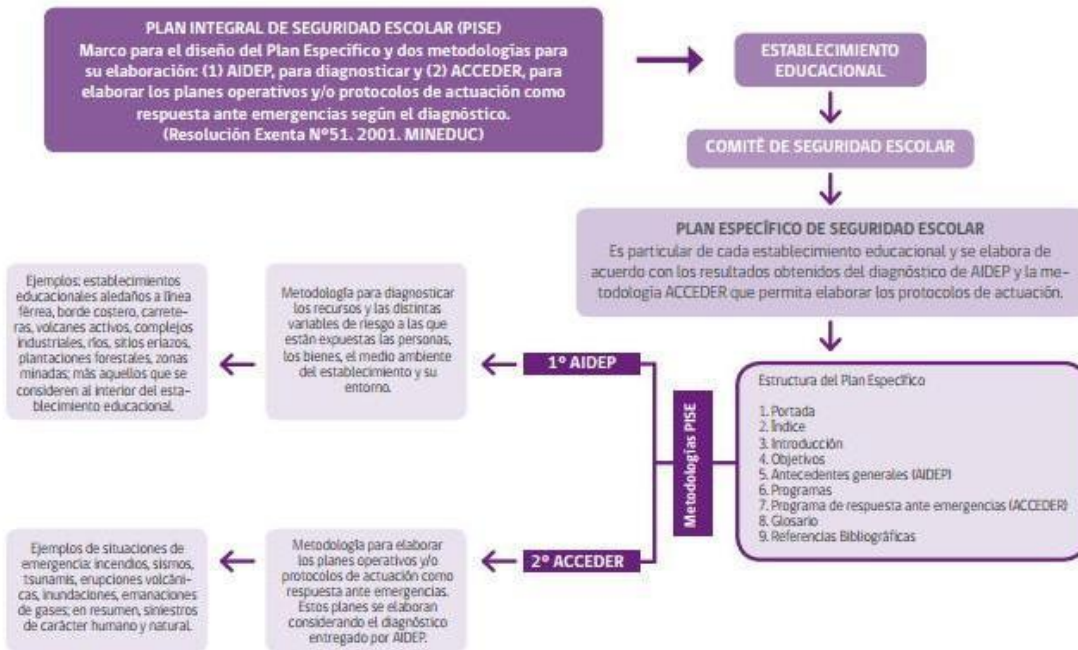 PLAN INTEGRAL DE SEGURIDAD ESCOLAR (PISE)
Marco para el diseño del Plan Especifico y dos metodologías para
su elaboración: (1) AIDEP, para diagnosticar y (2) ACCEDER, para
elaborar los planes operativos y/o protocolos de actuación como
respuesta ante emergencias según el diagnóstico.
(Resolución Exenta N°51. 2001. MINEDUC)
ESTABLECIMIENTO
EDUCACIONAL
COMITÉ DE SEGURIDAD ESCOLAR
PLAN ESPECÍFICO DE SEGURIDAD ESCOLAR
Es particular de cada establecimiento educacional y se elabora de
acuerdo con los resultados obtenidos del diagnóstico de AIDEP y la me-
todología ACCEDER que permita elaborar los protocolos de actuación.
Estructura del Plan Específico
1. Portada
2. Índice
3. Introducción
4. Objetivos
5. Antecedentes generales (AIDEP)
6. Programas
7. Programa de respuesta ante emergencias (ACCEDER)
8. Glosario
9. Referencias Bibliográficas
Metodologías PISE
1° AIDEP
Metodología para diagnosticar
los recursos y las distintas
variables de riesgo a las que
están expuestas las personas,
los bienes, el medio ambiente
del establecimiento y su
entorno.
Ejemplos: establecimientos
educacionales aledaños a línea
férrea, borde costero, carrete-
ras, volcanes activos, complejos
industriales, ríos, sitios eriazos,
plantaciones forestales, zonas
minadas; más aquellos que se
consideren al interior del esta-
blecimiento educacional.
2° ACCEDER
Metodología para elaborar
los planes operativos y/o
protocolos de actuación como
respuesta ante emergencias.
Estos planes se elaboran
considerando el diagnóstico
entregado por AIDEP.
Ejemplos de situaciones de
emergencia: incendios, sismos,
tsunamis, erupciones volcáni-
cas, inundaciones, emanaciones
de gases; en resumen, siniestros
de carácter humano y natural.